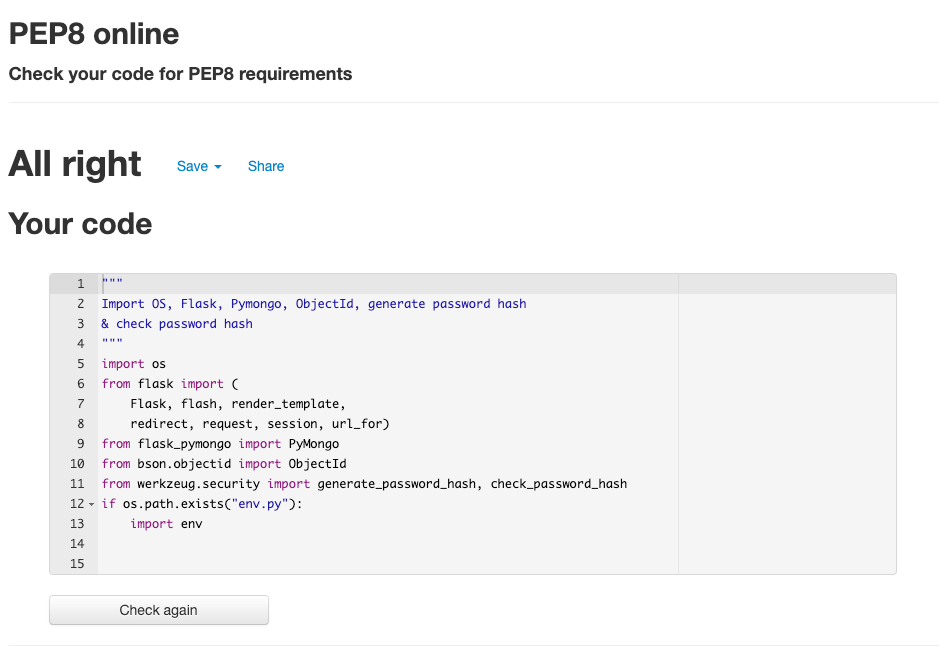 PEP8 online
Check your code for PEP8 requirements
All right Save Share
Your code
1 """
2 Import OS, Flask, Pymongo, ObjectId, generate password hash
3 & check password hash
4 """
5 import os
6 from flask import (
7     Flask, flash, render_template,
8     redirect, request, session, url_for)
9 from flask_pymongo import PyMongo
10 from bson.objectid import ObjectId
11 from werkzeug.security import generate_password_hash, check_password_hash
12 if os.path.exists("env.py"):
13     import env
14
15
Check again